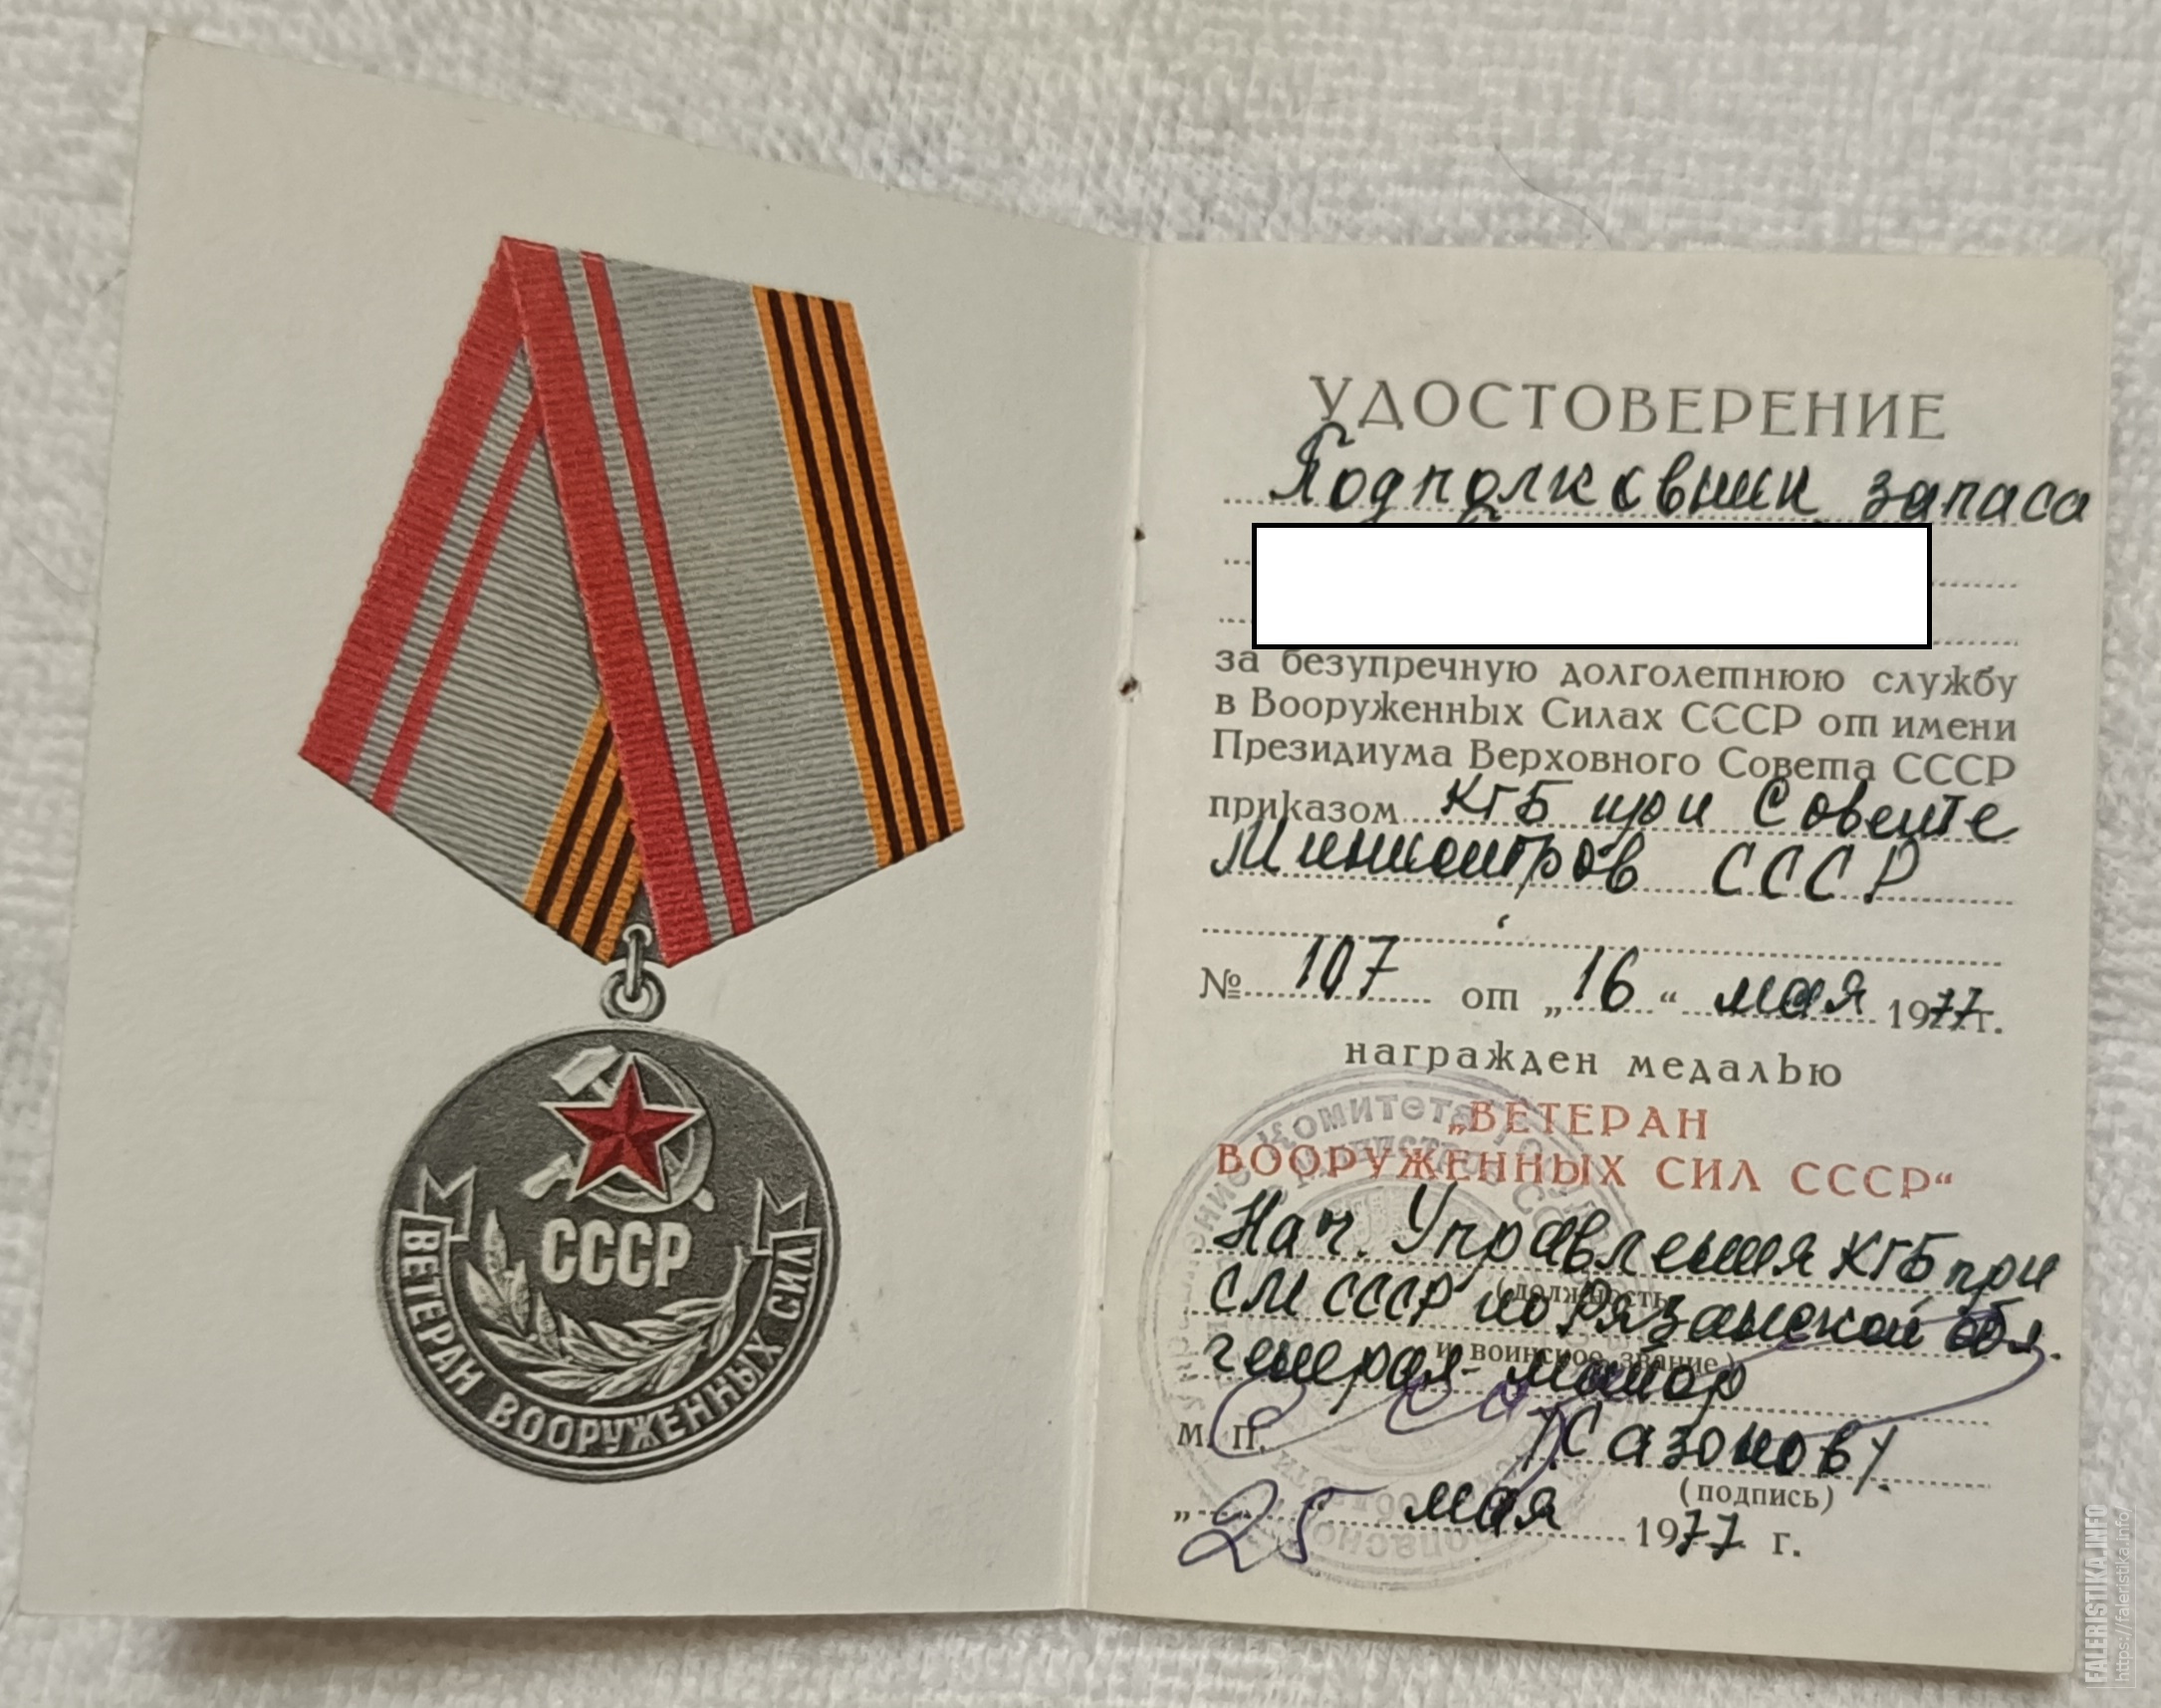 СССР
ВЕТЕРАН ВООРУЖЕННЫХ СИЛ
УДОСТОВЕРЕНИЕ
Подполковник запаса
за безупречную долголетнюю службу
в Вооруженных Силах СССР от имени
Президиума Верховного Совета СССР
приказом КГБ при Совете
Министров СССР
№ 107 от „16“ мая 1977 г.
награжден медалью
„ВЕТЕРАН
ВООРУЖЕННЫХ СИЛ СССР“
Нач. Управления КГБ при
(должность
СМ СССР по Рязанской обл.
и воинское звание)
генерал-майор
М. П.
/Сазонов/.
(подпись)
„25“ мая 1977 г.
FALERISTIKA.INFO
https://faleristika.info/